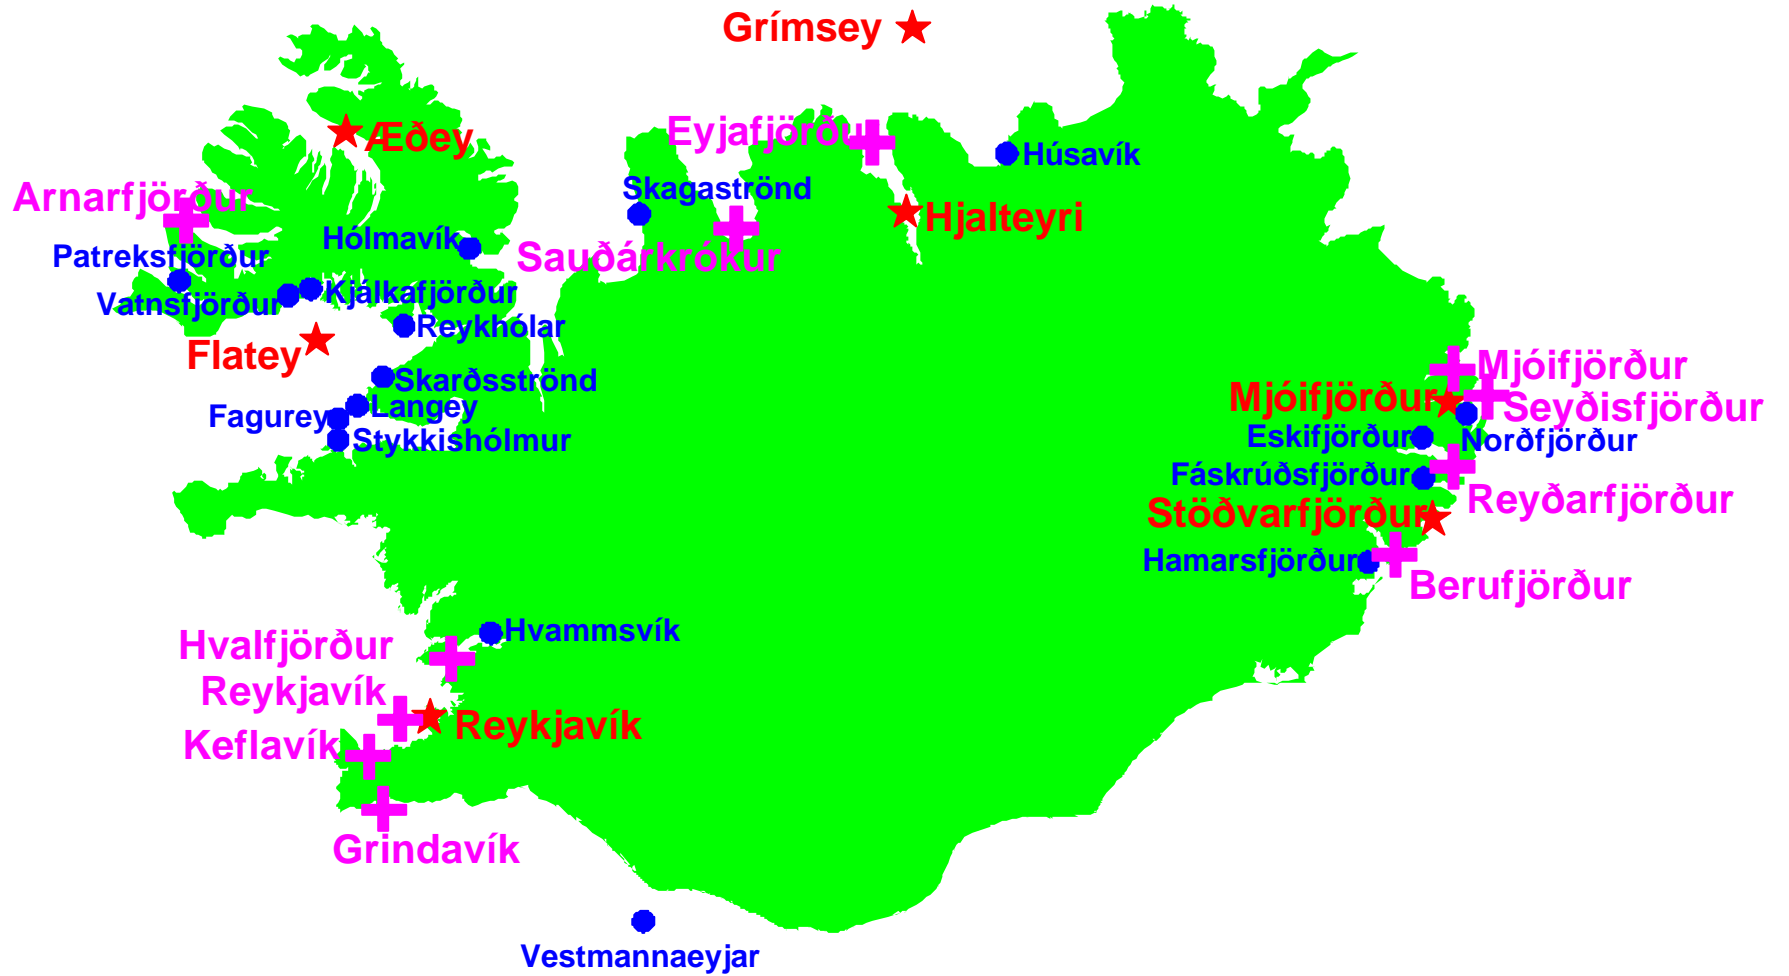 Grímsey
Æðey
Eyjafjörðu
Húsavík
Arnarfjörður
Skagaströnd
Hjalteyri
Hólmavík
Patreksfjörður
Sauðárkrókur
Vatnsfjörður
Kjálkafjörður
Reykhólar
Flatey
Mjóifjörður
Skarðsströnd
Mjóifjörður
Langey
Seyðisfjörður
Fagurey
Stykkishólmur
Eskifjörður
Norðfjörður
Fáskrúðsfjörður
Reyðarfjörður
Stöðvarfjörður
Hamarsfjörður
Berufjörður
Hvammsvík
Hvalfjörður
Reykjavík
Reykjavík
Keflavík
Grindavík
Vestmannaeyjar